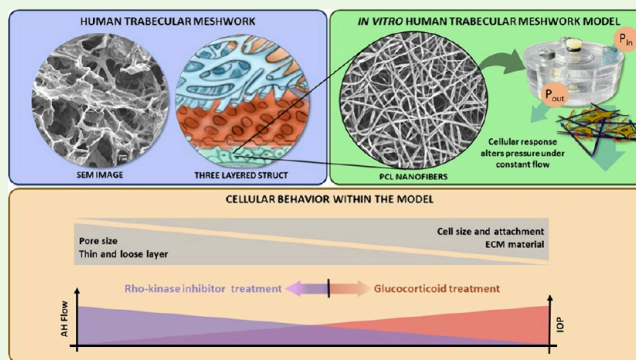 HUMAN TRABECULAR MESHWORK
SEM IMAGE
THREE LAYERED STRUCT
IN VITRO HUMAN TRABECULAR MESHWORK MODEL
PCL NANOFIBERS
Pin
Pout
Cellular response
alters pressure under
constant flow
CELLULAR BEHAVIOR WITHIN THE MODEL
Pore size
Thin and loose layer
Cell size and attachment
ECM material
Rho-kinase inhibitor treatment
Glucocorticoid treatment
AH Flow
IOP